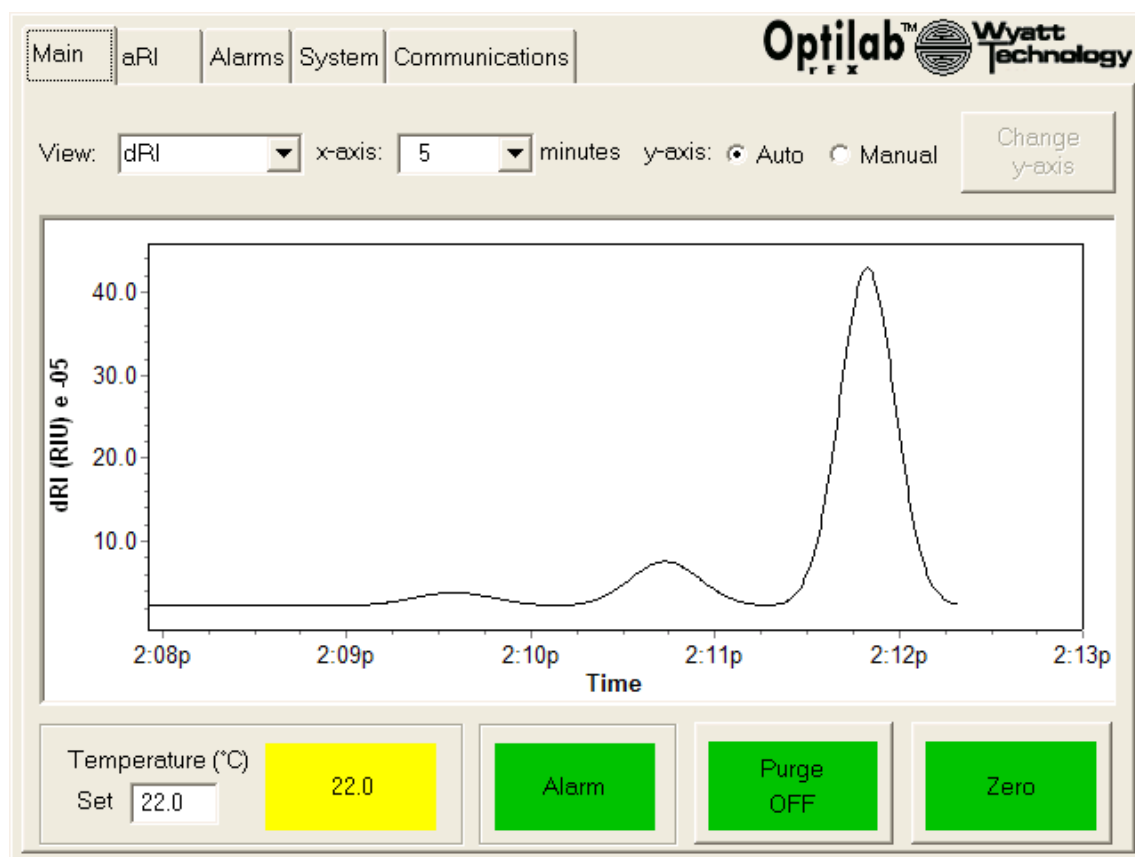 Main aRI Alarms System Communications
Optilab™
rEX
Wyatt
Technology
View: dRI x-axis: 5 minutes y-axis: Auto Manual
Change
y-axis
40.0
30.0
20.0
10.0
dRI (RIU) e -05
2:08p 2:09p 2:10p 2:11p 2:12p 2:13p
Time
Temperature (°C)
Set 22.0
22.0
Alarm
Purge
OFF
Zero